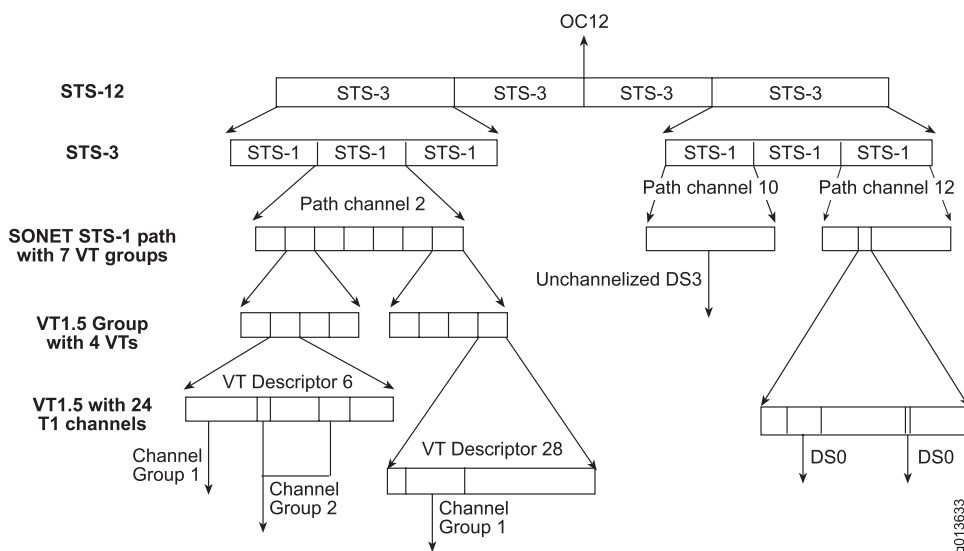 OC12
STS-12
STS-3
STS-3
STS-3
STS-3
STS-3
STS-1
STS-1
STS-1
STS-1
STS-1
STS-1
Path channel 2
Path channel 10
Path channel 12
SONET STS-1 path
with 7 VT groups
Unchannelized DS3
VT1.5 Group
with 4 VTs
VT Descriptor 6
VT1.5 with 24
T1 channels
VT Descriptor 28
Channel
Group 1
Channel
Group 2
Channel
Group 1
DS0
DS0
g013633